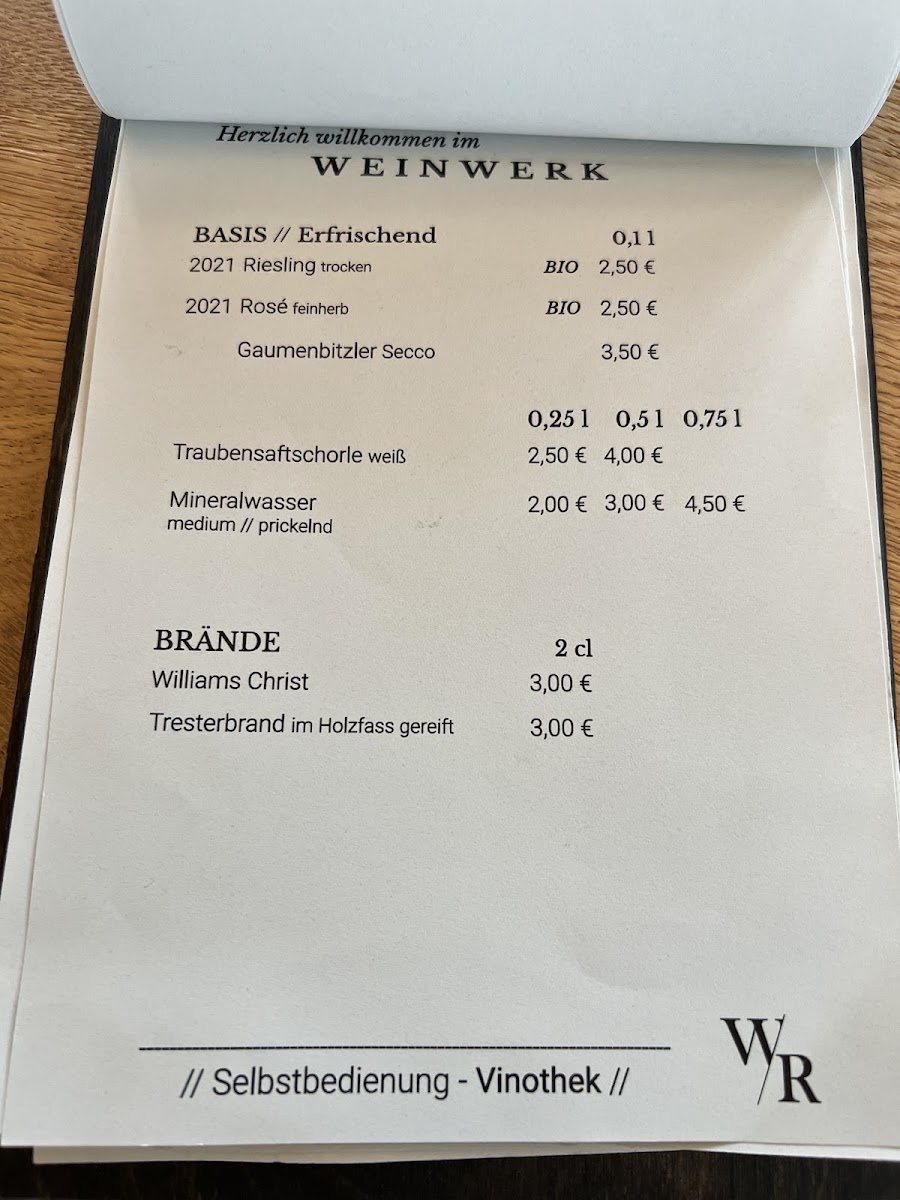 Herzlich willkommen im
WEINWERK
BASIS // Erfrischend 0,1 l
2021 Riesling trocken BIO 2,50 €
2021 Rosé feinherb BIO 2,50 €
Gaumenbitzler Secco 3,50 €
0,25 l 0,5 l 0,75 l
Traubensaftschorle weiß 2,50 € 4,00 €
Mineralwasser 2,00 € 3,00 € 4,50 €
medium // prickelnd
BRÄNDE 2 cl
Williams Christ 3,00 €
Tresterbrand im Holzfass gereift 3,00 €
// Selbstbedienung - Vinothek //
W/R